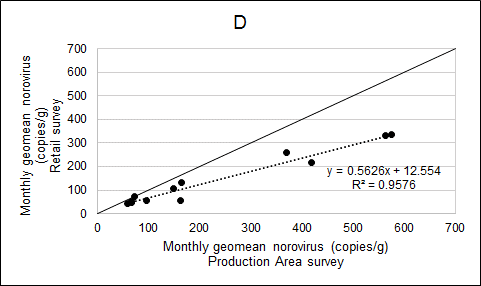 D
Monthly geomean norovirus
(copies/g)
Retail survey
700
600
500
400
300
200
100
0
y = 0.5626x + 12.554
R² = 0.9576
0 100 200 300 400 500 600 700
Monthly geomean norovirus (copies/g)
Production Area survey